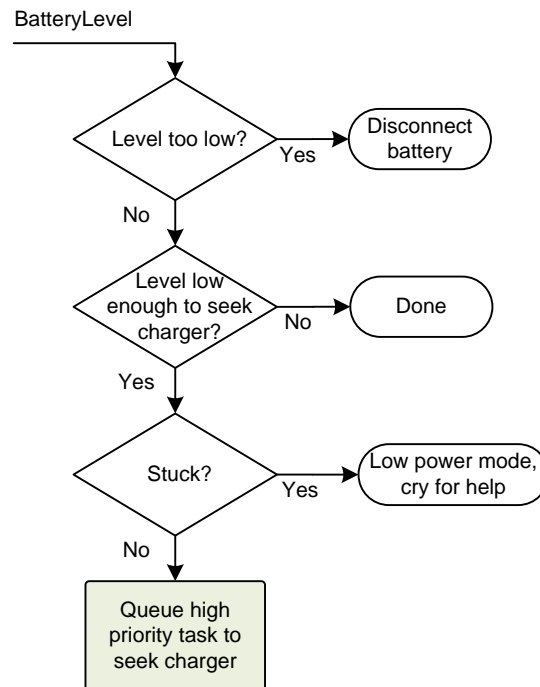 BatteryLevel
Level too low?
Yes
Disconnect
battery
No
Level low
enough to seek
charger?
No
Done
Yes
Stuck?
Yes
Low power mode,
cry for help
No
Queue high
priority task to
seek charger